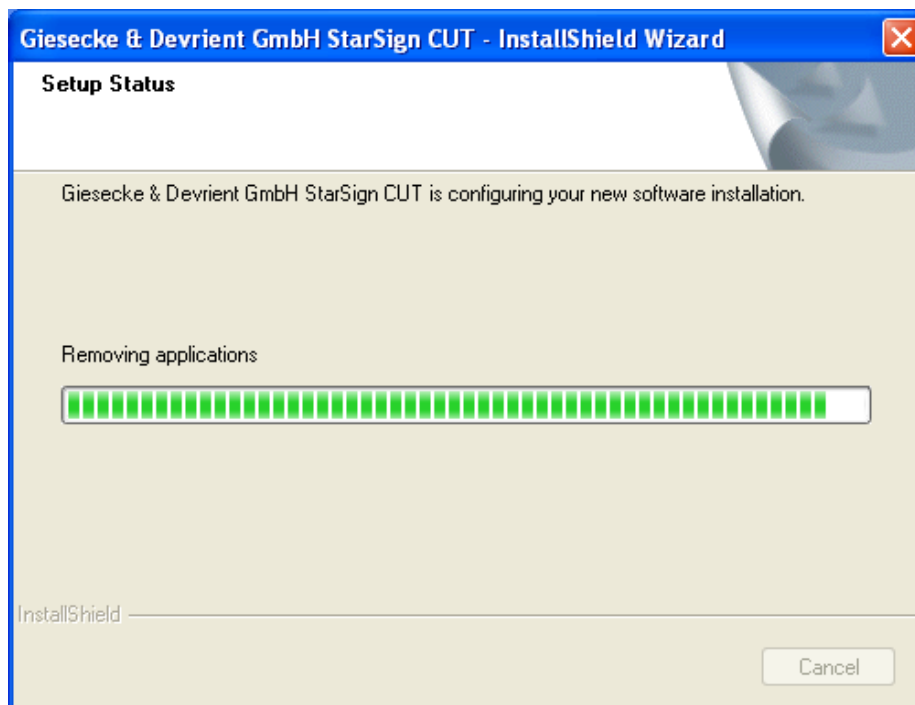 Giesecke & Devrient GmbH StarSign CUT - InstallShield Wizard
Setup Status
Giesecke & Devrient GmbH StarSign CUT is configuring your new software installation.
Removing applications
InstallShield
Cancel